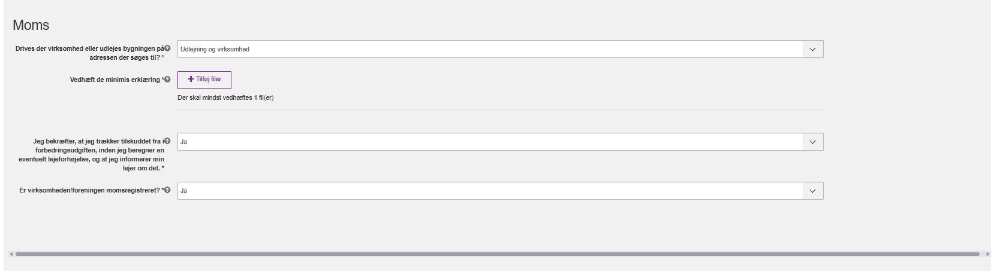 Moms
Drives der virksomhed eller udlejes bygningen på
adressen der søges til? *
Udlejning og virksomhed
Vedhæft de minimis erklæring *
Tilføj filer
Der skal mindst vedhæftes 1 fil(er)
Jeg bekræfter, at jeg trækker tilskuddet fra i
forbedringsudgiften, inden jeg beregner en
eventuelt lejeforhøjelse, og at jeg informerer min
lejer om det. *
Ja
Er virksomheden/foreningen momsregistreret? *
Ja